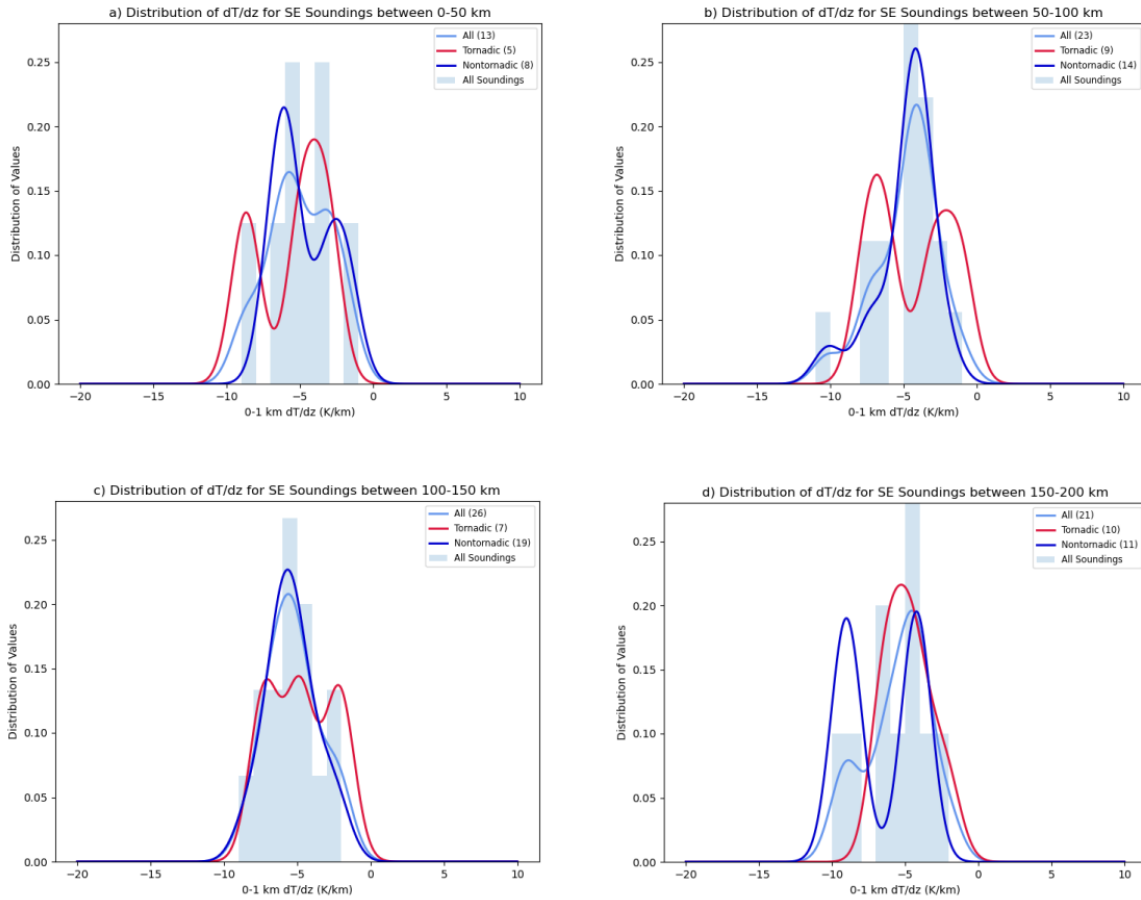 a) Distribution of dT/dz for SE Soundings between 0-50 km
All (13)
Tornadic (5)
Nontornadic (8)
All Soundings
0.25
0.20
0.15
0.10
0.05
0.00
Distribution of Values
−20
−15
−10
−5
0
5
10
0-1 km dT/dz (K/km)
b) Distribution of dT/dz for SE Soundings between 50-100 km
All (23)
Tornadic (9)
Nontornadic (14)
All Soundings
0.25
0.20
0.15
0.10
0.05
0.00
Distribution of Values
−20
−15
−10
−5
0
5
10
0-1 km dT/dz (K/km)
c) Distribution of dT/dz for SE Soundings between 100-150 km
All (26)
Tornadic (7)
Nontornadic (19)
All Soundings
0.25
0.20
0.15
0.10
0.05
0.00
Distribution of Values
−20
−15
−10
−5
0
5
10
0-1 km dT/dz (K/km)
d) Distribution of dT/dz for SE Soundings between 150-200 km
All (21)
Tornadic (10)
Nontornadic (11)
All Soundings
0.25
0.20
0.15
0.10
0.05
0.00
Distribution of Values
−20
−15
−10
−5
0
5
10
0-1 km dT/dz (K/km)